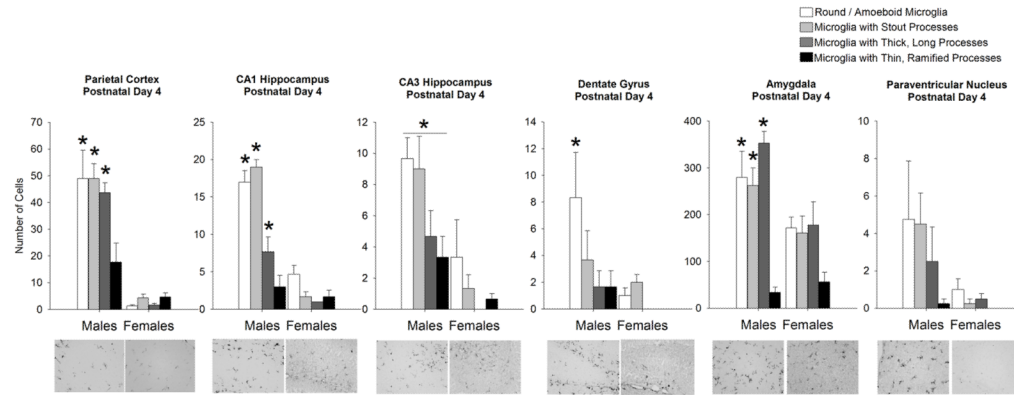 Round / Amoeboid Microglia
Microglia with Stout Processes
Microglia with Thick, Long Processes
Microglia with Thin, Ramified Processes
Parietal Cortex
Postnatal Day 4
CA1 Hippocampus
Postnatal Day 4
CA3 Hippocampus
Postnatal Day 4
Dentate Gyrus
Postnatal Day 4
Amygdala
Postnatal Day 4
Paraventricular Nucleus
Postnatal Day 4
Number of Cells
70
60
50
40
30
20
10
0
* * *
Males Females
25
20
15
10
5
0
* * *
Males Females
12
10
8
6
4
2
0
*
Males Females
14
12
10
8
6
4
2
0
*
Males Females
400
300
200
100
0
* * *
Males Females
10
8
6
4
2
0
Males Females